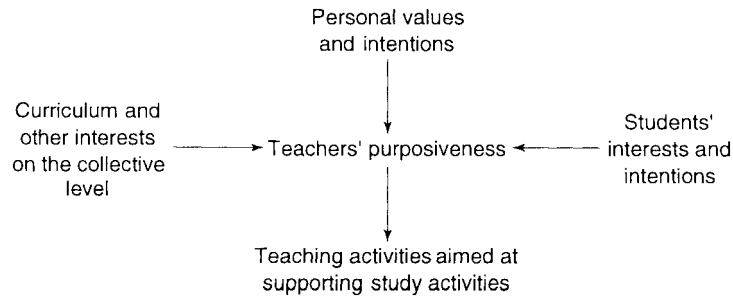 Personal values
and intentions
Curriculum and
other interests
on the collective
level
Teachers' purposiveness
Students'
interests and
intentions
Teaching activities aimed at
supporting study activities